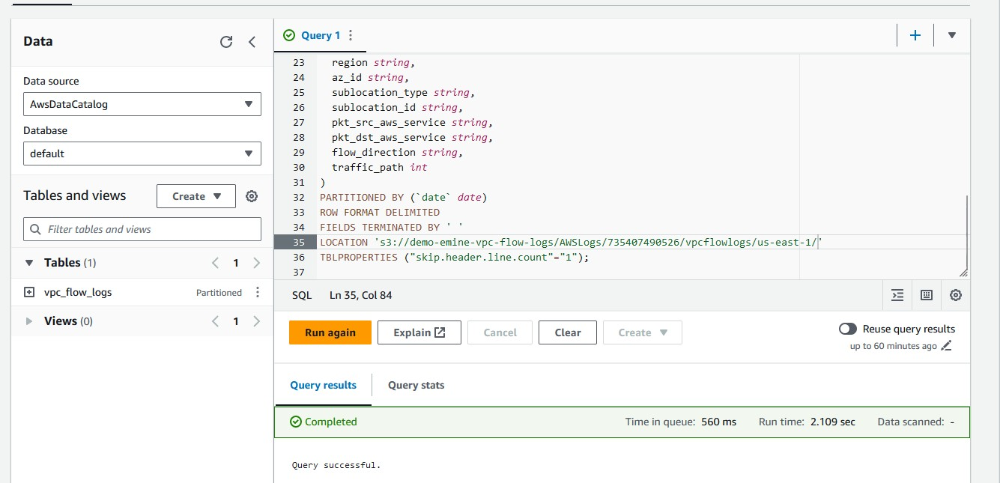 Data
Data source
AwsDataCatalog
Database
default
Tables and views
Create
Filter tables and views
Tables (1)
1
vpc_flow_logs
Partitioned
Views (0)
1
Query 1
23 region string,
24 az_id string,
25 sublocation_type string,
26 sublocation_id string,
27 pkt_src_aws_service string,
28 pkt_dst_aws_service string,
29 flow_direction string,
30 traffic_path int
31 )
32 PARTITIONED BY (`date` date)
33 ROW FORMAT DELIMITED
34 FIELDS TERMINATED BY ' '
35 LOCATION 's3://demo-emine-vpc-flow-logs/AWSLogs/735407490526/vpcflowlogs/us-east-1/'
36 TBLPROPERTIES ("skip.header.line.count"="1");
37
SQL Ln 35, Col 84
Run again Explain Cancel Clear Create
Reuse query results
up to 60 minutes ago
Query results Query stats
Completed Time in queue: 560 ms Run time: 2.109 sec Data scanned: -
Query successful.